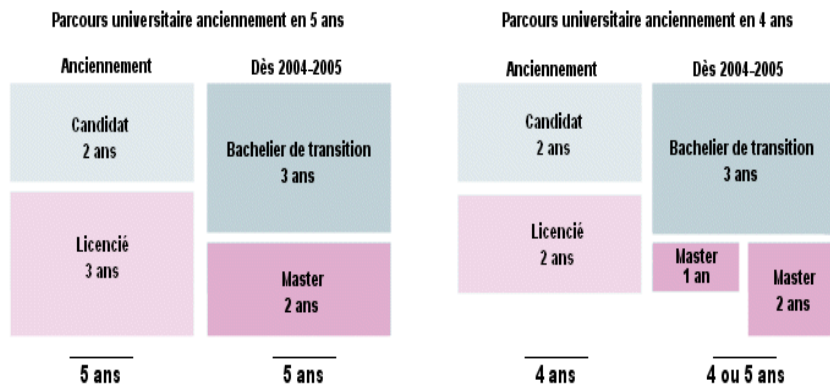 Parcours universitaire anciennement en 5 ans
Anciennement
Dès 2004-2005
Candidat
2 ans
Licencié
3 ans
Bachelier de transition
3 ans
Master
2 ans
5 ans
5 ans
Parcours universitaire anciennement en 4 ans
Anciennement
Dès 2004-2005
Candidat
2 ans
Licencié
2 ans
Bachelier de transition
3 ans
Master
1 an
Master
2 ans
4 ans
4 ou 5 ans